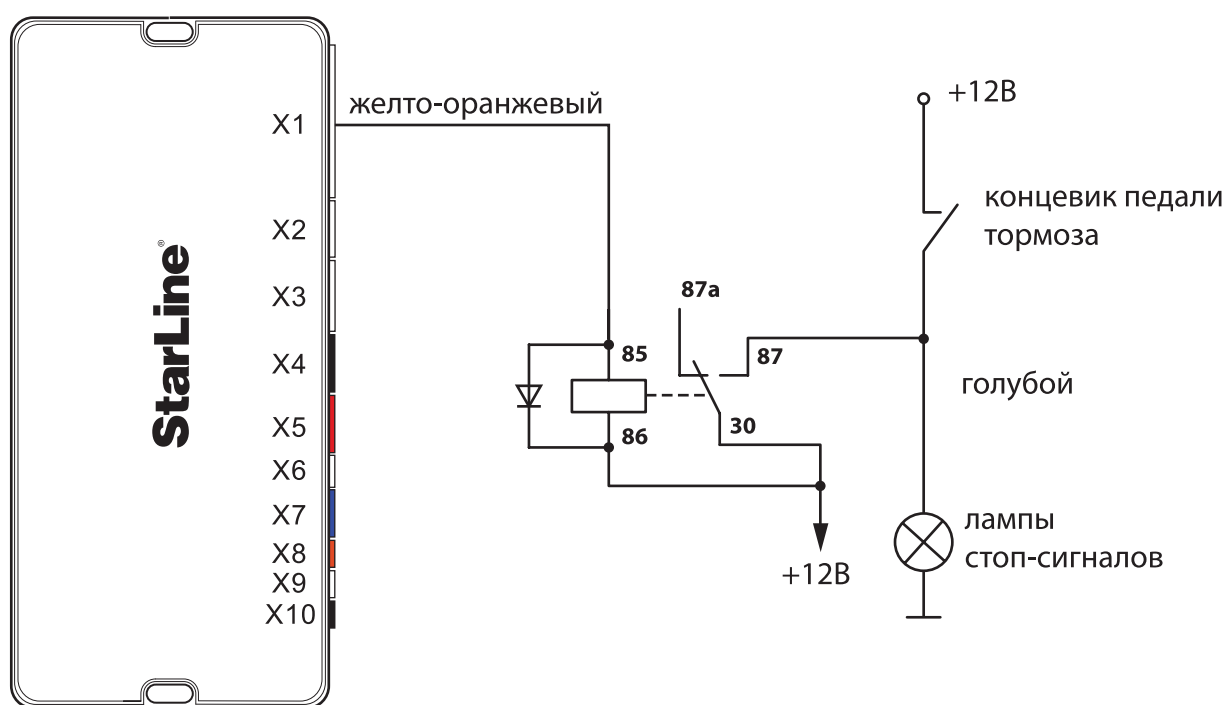 StarLine®
X1
X2
X3
X4
X5
X6
X7
X8
X9
X10
желто-оранжевый
+12В
концевик педали
тормоза
87a
85
87
86
30
голубой
лампы
стоп-сигналов
+12В